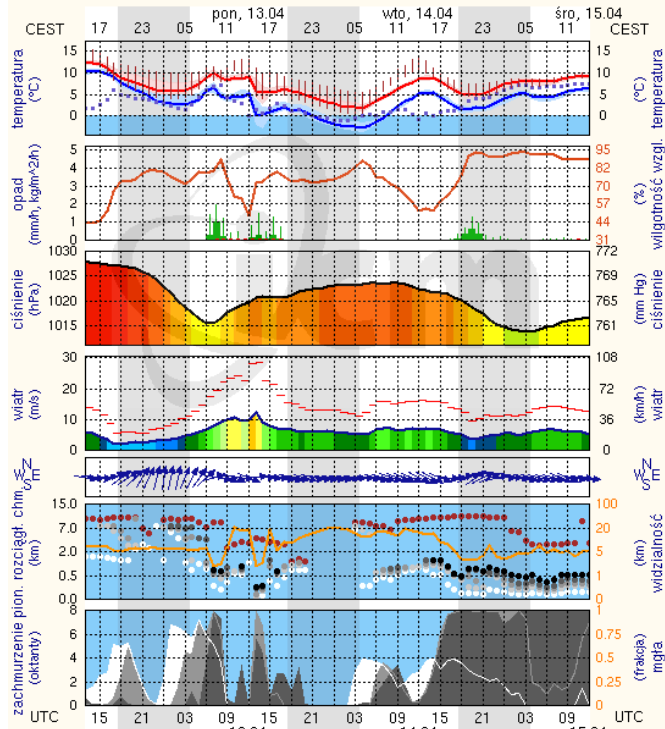 pon, 13.04 wto, 14.04 śro, 15.04
CEST 17 23 05 11 17 23 05 11 17 23 05 11 CEST
temperatura (°C) 15 10 5 0 15 10 5 0 temperatura (°C)
opad (mm/h, kg/m^2/h) 5 4 3 2 1 0 95 82 70 57 44 31 (%) wilgotność wzgl.
ciśnienie (hPa) 1030 1025 1020 1015 772 769 765 761 (mm Hg) ciśnienie
wiatr (m/s) 30 20 10 0 108 72 36 0 (km/h) wiatr
W N S E W N S E
pion. rozciągł. chm. (km) 15.0 7.0 2.0 0.5 0.0 100 20 5 1 0 (km) widzialność
zachmurzenie (oktanty) 8 6 4 2 0 1 0.75 0.5 0.25 0 (frakcja) mgła
UTC 15 21 03 09 15 21 03 09 15 21 03 09 UTC